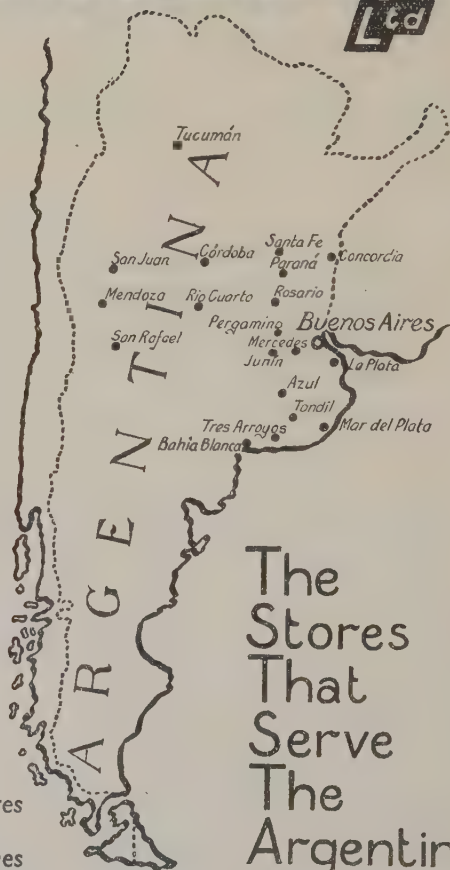 Ltd
Tucumán
San Juan
Córdoba
Santa Fe
Paraná
Concordia
Mendoza
Rio Cuarto
Rosario
Pergamino
Buenos Aires
San Rafael
Mercedes
Junin
La Plata
Azul
Tandil
Tres Arroyos
Mar del Plata
Bahia Blanca
ARGENTINA
The
Stores
That
Serve
The